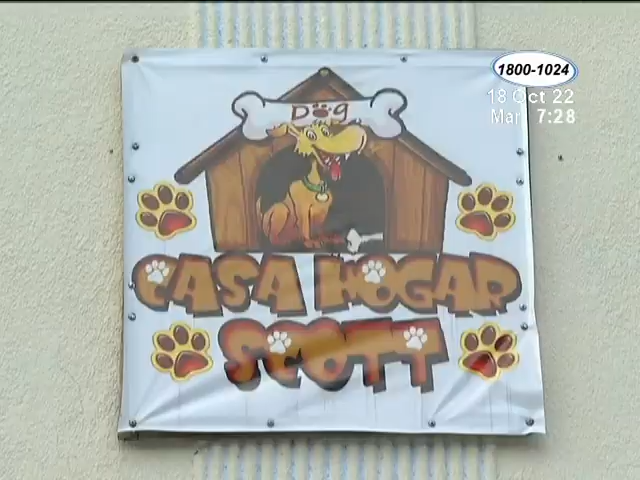 1800-1024
18 Oct 22
Mar 7:28
Dog
CASA HOGAR
SCOTT